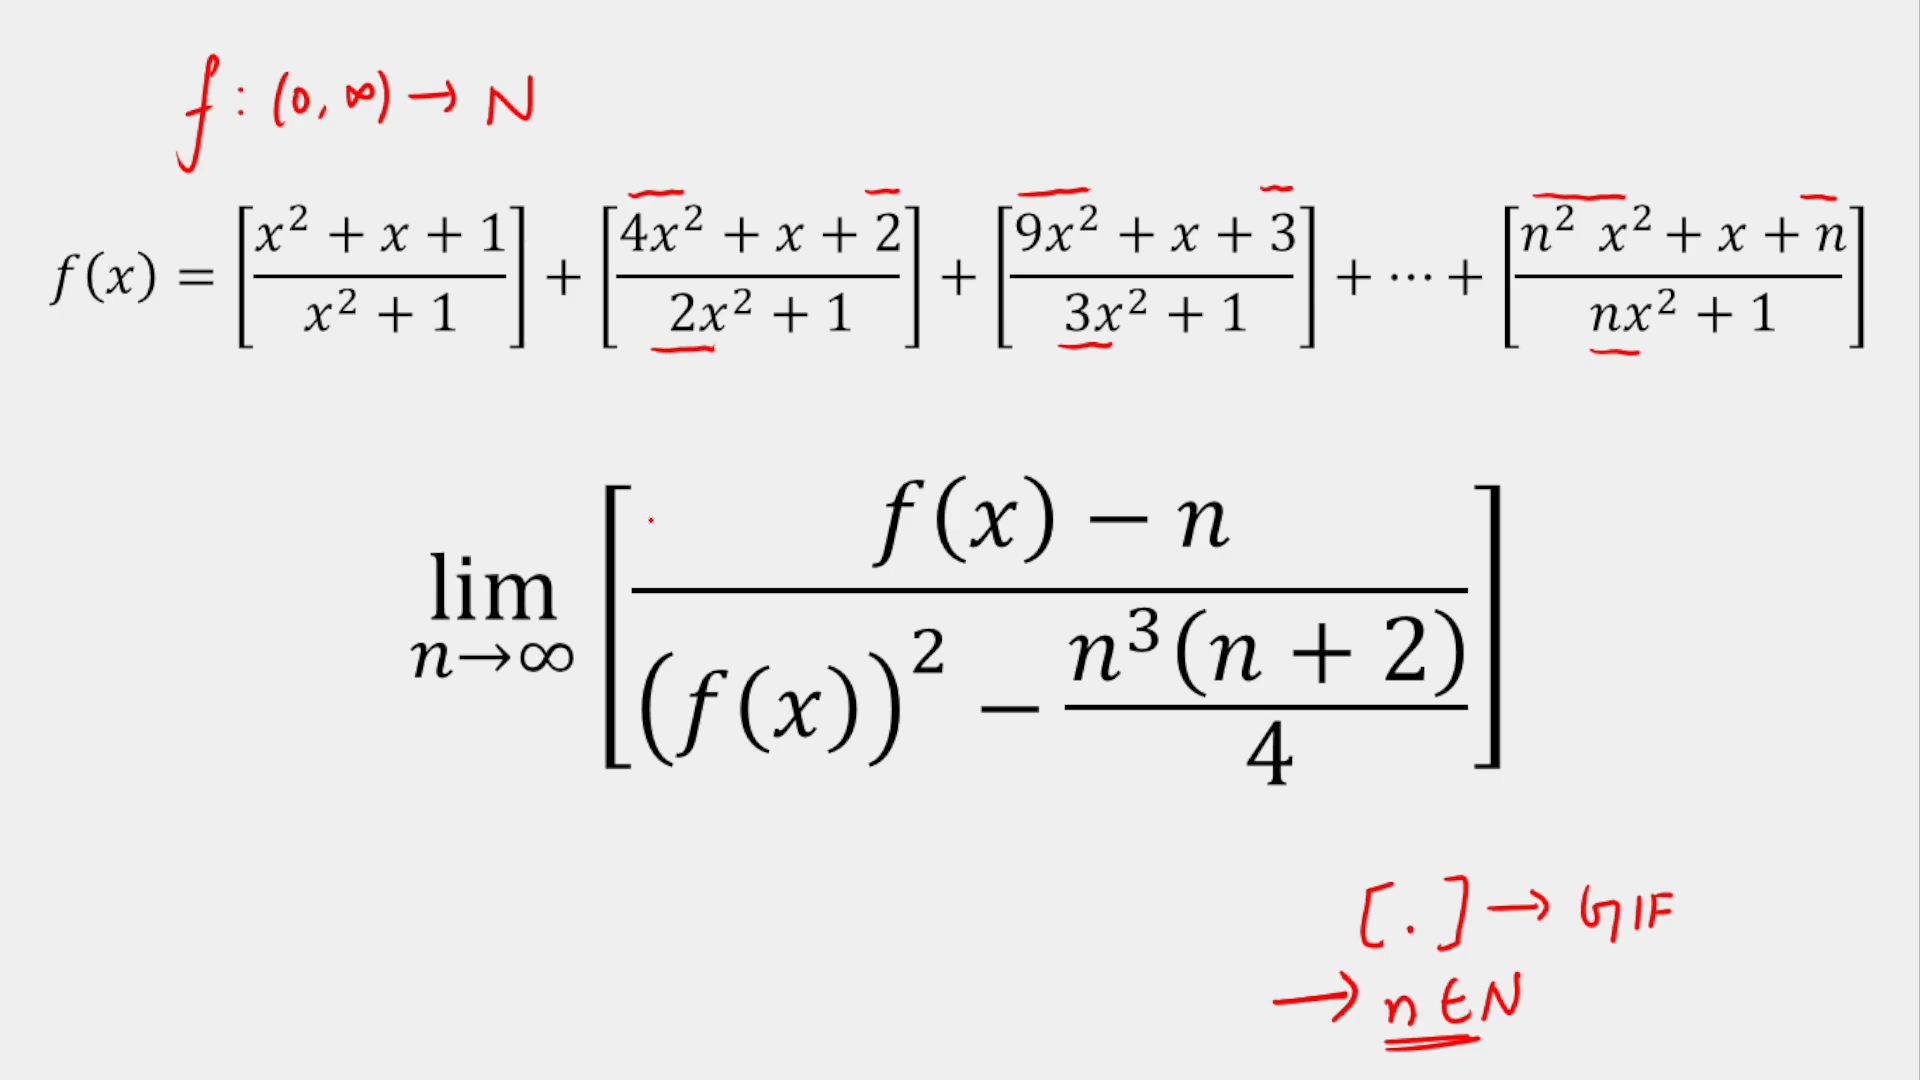 f : (0, ∞) → N
f(x) = [(x² + x + 1)/(x² + 1)] + [(4x² + x + 2)/(2x² + 1)] + [(9x² + x + 3)/(3x² + 1)] + ⋯ + [(n² x² + x + n)/(nx² + 1)]
lim n→∞ [(f(x) − n)/((f(x))² − n³(n + 2)/4)]
[.] → GIF
→ n ∈ N